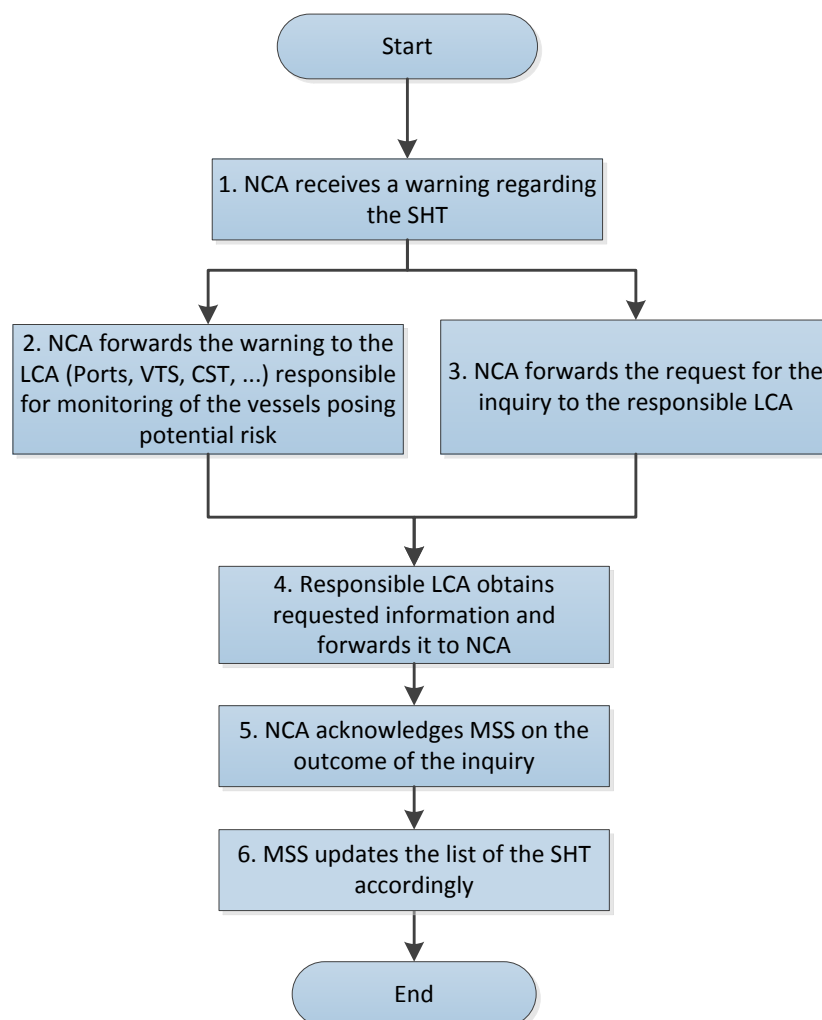 Start
1. NCA receives a warning regarding
the SHT
2. NCA forwards the warning to the
LCA (Ports, VTS, CST, ...) responsible
for monitoring of the vessels posing
potential risk
3. NCA forwards the request for the
inquiry to the responsible LCA
4. Responsible LCA obtains
requested information and
forwards it to NCA
5. NCA acknowledges MSS on the
outcome of the inquiry
6. MSS updates the list of the SHT
accordingly
End